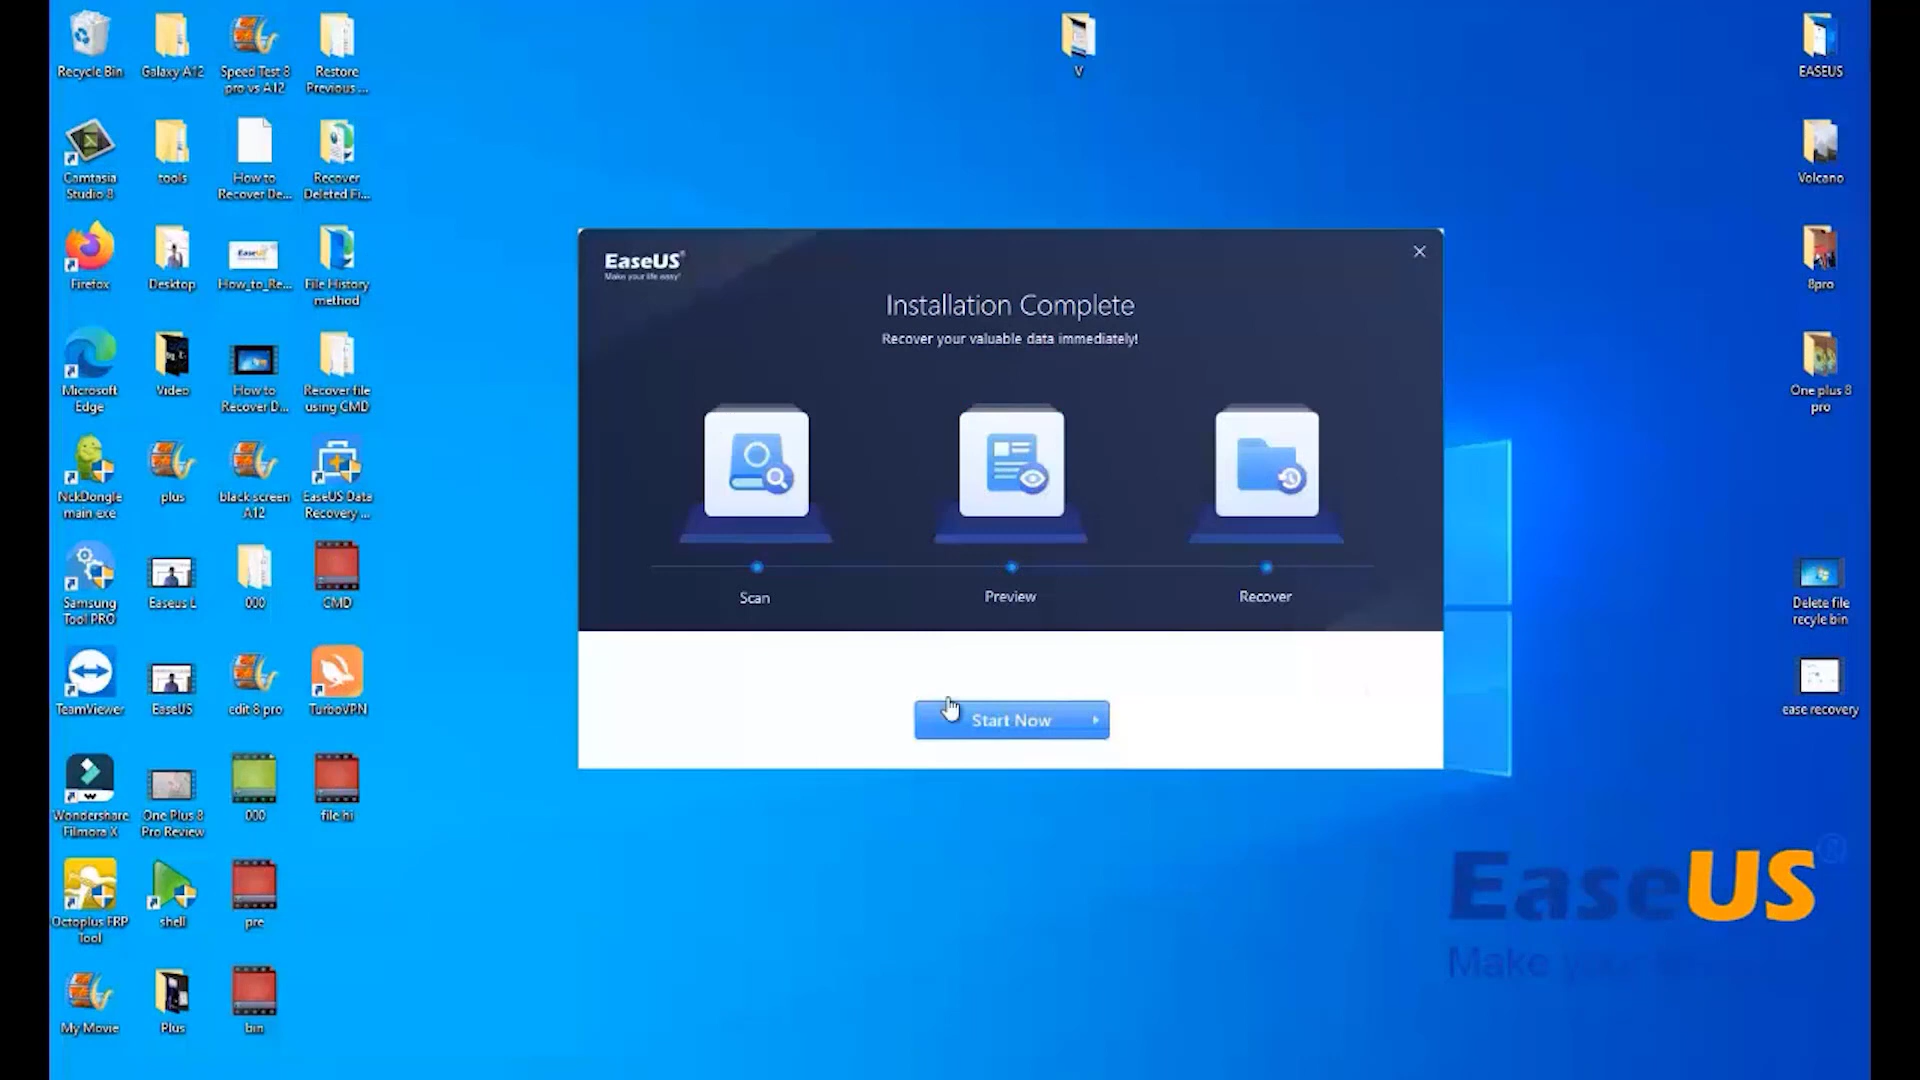 Recycle Bin
Galaxy A12
Speed Test 8
pro vs A12
Restore
Previous ...
V
EASEUS
Camtasia
Studio 8
tools
How to
Recover De...
Recover
Deleted Fi...
Volcano
Firefox
Desktop
How_to_Re...
File History
method
8pro
Microsoft
Edge
Video
How to
Recover D...
Recover file
using CMD
One plus 8
pro
NckDongle
main exe
plus
black screen
A12
EaseUS Data
Recovery ...
Samsung
Tool PRO
Easeus L
000
CMD
Delete file
recyle bin
TeamViewer
EaseUS
edit 8 pro
TurboVPN
ease recovery
Wondershare
Filmora X
One Plus 8
Pro Review
000
file hi
Octoplus FRP
Tool
shell
pre
My Movie
Plus
bin
EaseUS®
Make your life easy!
Installation Complete
Recover your valuable data immediately!
Scan
Preview
Recover
Start Now
EaseUS®
Make your